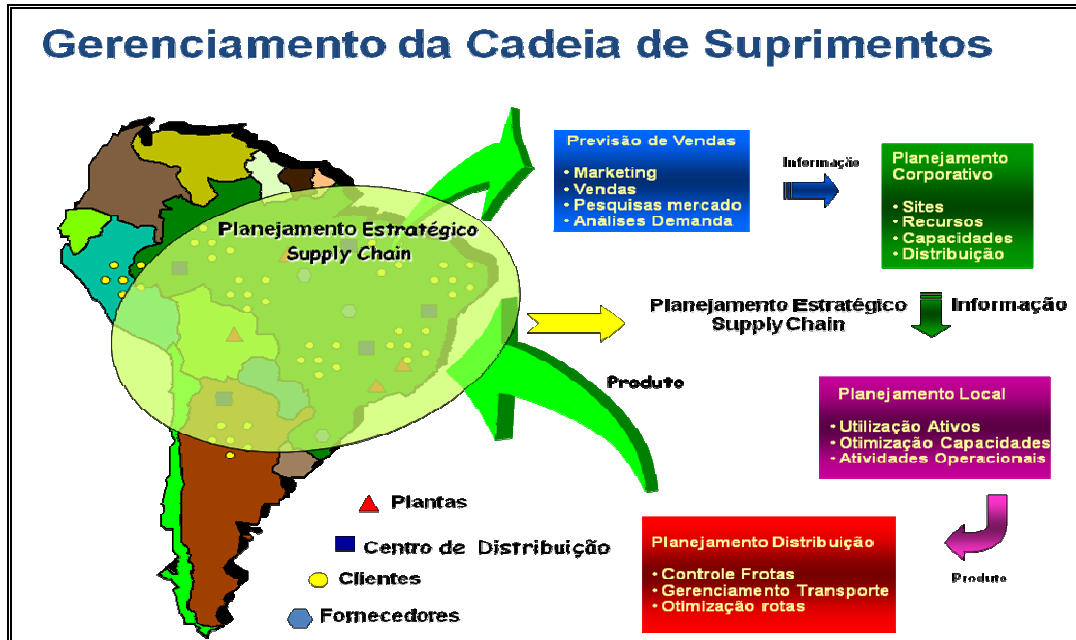 Gerenciamento da Cadeia de Suprimentos
Planejamento Estratégico
Supply Chain
Previsão de Vendas
• Marketing
• Vendas
• Pesquisas mercado
• Análises Demanda
Informação
Planejamento
Corporativo
• Sites
• Recursos
• Capacidades
• Distribuição
Planejamento Estratégico
Supply Chain
Informação
Produto
Planejamento Local
• Utilização Ativos
• Otimização Capacidades
• Atividades Operacionais
Produto
Planejamento Distribuição
• Controle Frotas
• Gerenciamento Transporte
• Otimização rotas
Plantas
Centro de Distribuição
Clientes
Fornecedores